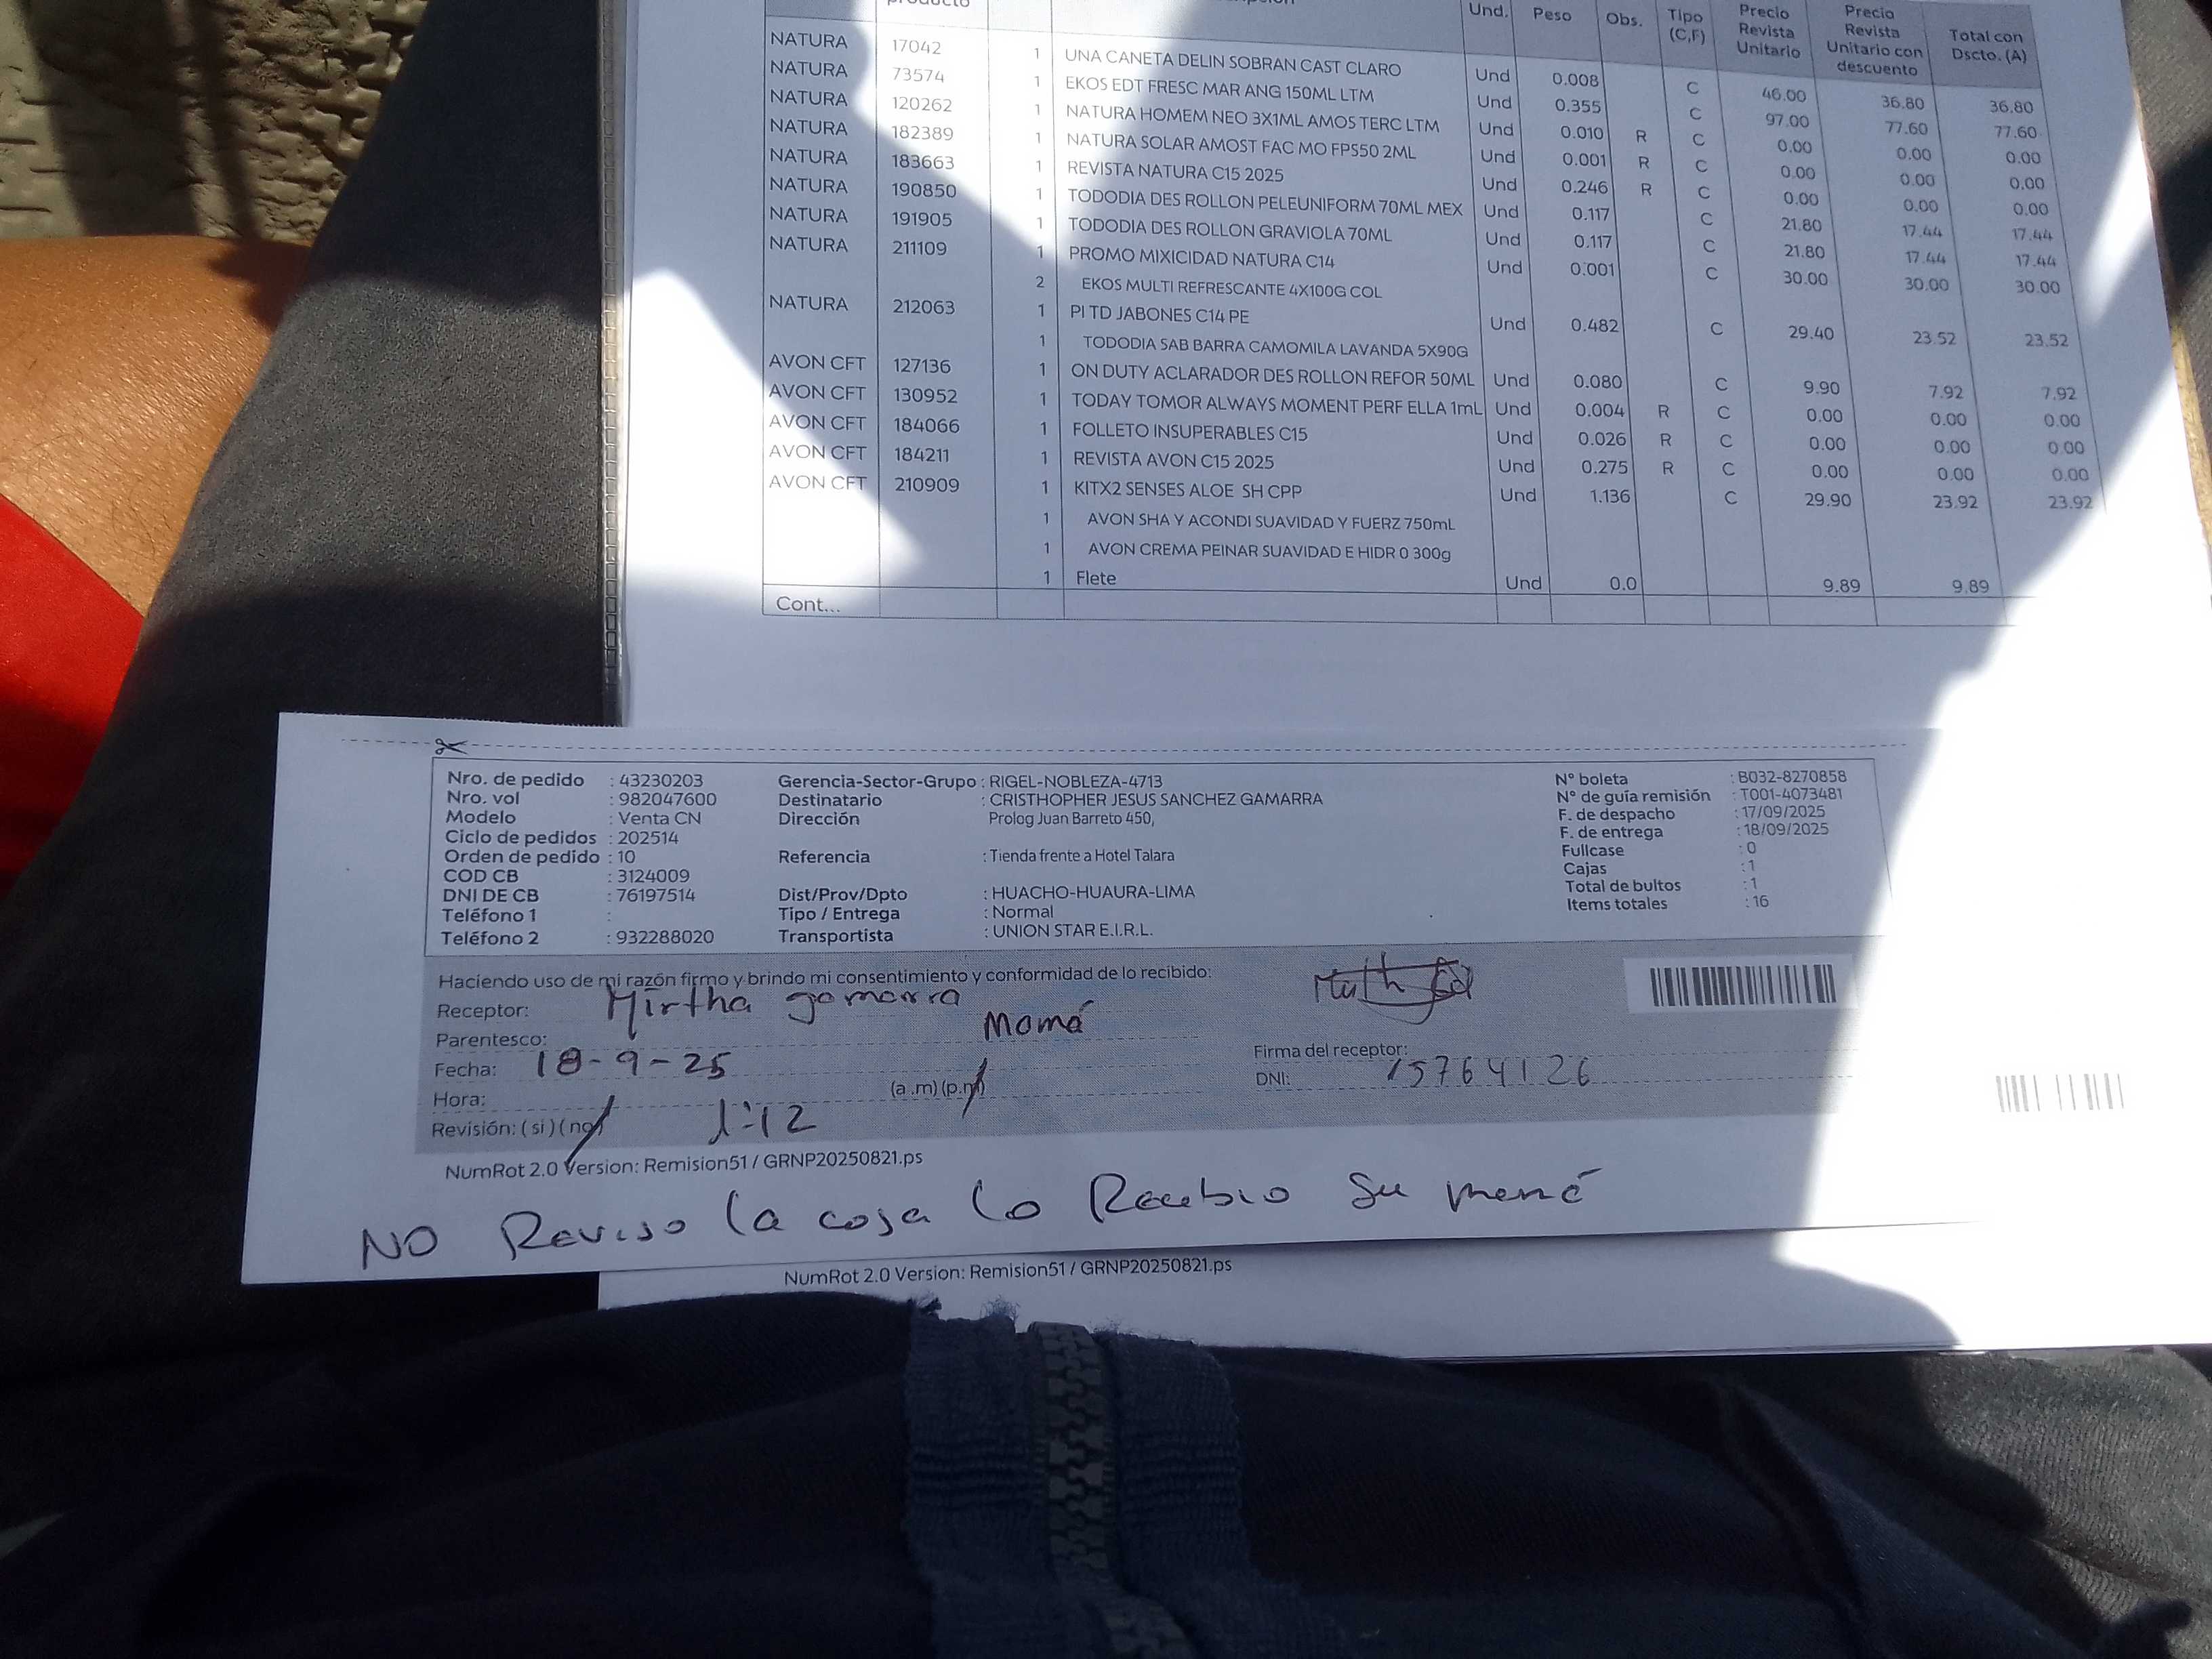 producto Und. Peso Obs. Tipo (C,F) Precio Revista Unitario Precio Revista Unitario con descuento Total con Dscto. (A)
NATURA 17042 1 UNA CANETA DELIN SOBRAN CAST CLARO Und 0.008 C 46.00 36.80 36.80
NATURA 73574 1 EKOS EDT FRESC MAR ANG 150ML LTM Und 0.355 C 97.00 77.60 77.60
NATURA 120262 1 NATURA HOMEM NEO 3X1ML AMOS TERC LTM Und 0.010 R C 0.00 0.00 0.00
NATURA 182389 1 NATURA SOLAR AMOST FAC MO FPS50 2ML Und 0.001 R C 0.00 0.00 0.00
NATURA 183663 1 REVISTA NATURA C15 2025 Und 0.246 R C 0.00 0.00 0.00
NATURA 190850 1 TODODIA DES ROLLON PELEUNIFORM 70ML MEX Und 0.117 C 21.80 17.44 17.44
NATURA 191905 1 TODODIA DES ROLLON GRAVIOLA 70ML Und 0.117 C 21.80 17.44 17.44
NATURA 211109 1 PROMO MIXICIDAD NATURA C14 Und 0.001 C 30.00 30.00 30.00
2 EKOS MULTI REFRESCANTE 4X100G COL
NATURA 212063 1 PI TD JABONES C14 PE Und 0.482 C 29.40 23.52 23.52
1 TODODIA SAB BARRA CAMOMILA LAVANDA 5X90G
AVON CFT 127136 1 ON DUTY ACLARADOR DES ROLLON REFOR 50ML Und 0.080 C 9.90 7.92 7.92
AVON CFT 130952 1 TODAY TOMOR ALWAYS MOMENT PERF ELLA 1mL Und 0.004 R C 0.00 0.00 0.00
AVON CFT 184066 1 FOLLETO INSUPERABLES C15 Und 0.026 R C 0.00 0.00 0.00
AVON CFT 184211 1 REVISTA AVON C15 2025 Und 0.275 R C 0.00 0.00 0.00
AVON CFT 210909 1 KITX2 SENSES ALOE SH CPP Und 1.136 C 29.90 23.92 23.92
1 AVON SHA Y ACONDI SUAVIDAD Y FUERZ 750mL
1 AVON CREMA PEINAR SUAVIDAD E HIDR 0 300g
1 Flete Und 0.0 9.89 9.89
Cont...
Nro. de pedido : 43230203 Gerencia-Sector-Grupo : RIGEL-NOBLEZA-4713 N° boleta : B032-8270858
Nro. vol : 982047600 Destinatario : CRISTHOPHER JESUS SANCHEZ GAMARRA N° de guía remisión : T001-4073481
Modelo : Venta CN Dirección Prolog Juan Barreto 450, F. de despacho : 17/09/2025
Ciclo de pedidos : 202514 F. de entrega : 18/09/2025
Orden de pedido : 10 Referencia : Tienda frente a Hotel Talara Fullcase : 0
COD CB : 3124009 Cajas : 1
DNI DE CB : 76197514 Dist/Prov/Dpto : HUACHO-HUAURA-LIMA Total de bultos : 1
Teléfono 1 : Tipo / Entrega : Normal Items totales : 16
Teléfono 2 : 932288020 Transportista : UNION STAR E.I.R.L.
Haciendo uso de mi razón firmo y brindo mi consentimiento y conformidad de lo recibido:
Receptor: Mirtha gamarra
Parentesco: Mamá
Firma del receptor:
Fecha: 18-9-25
DNI: 15764126
Hora: 1:12 (a.m) (p.m)
Revisión: ( si ) ( no )
NumRot 2.0 Version: Remision51 / GRNP20250821.ps
NO Reviso la cosa lo Recibio su mamá
NumRot 2.0 Version: Remision51 / GRNP20250821.ps